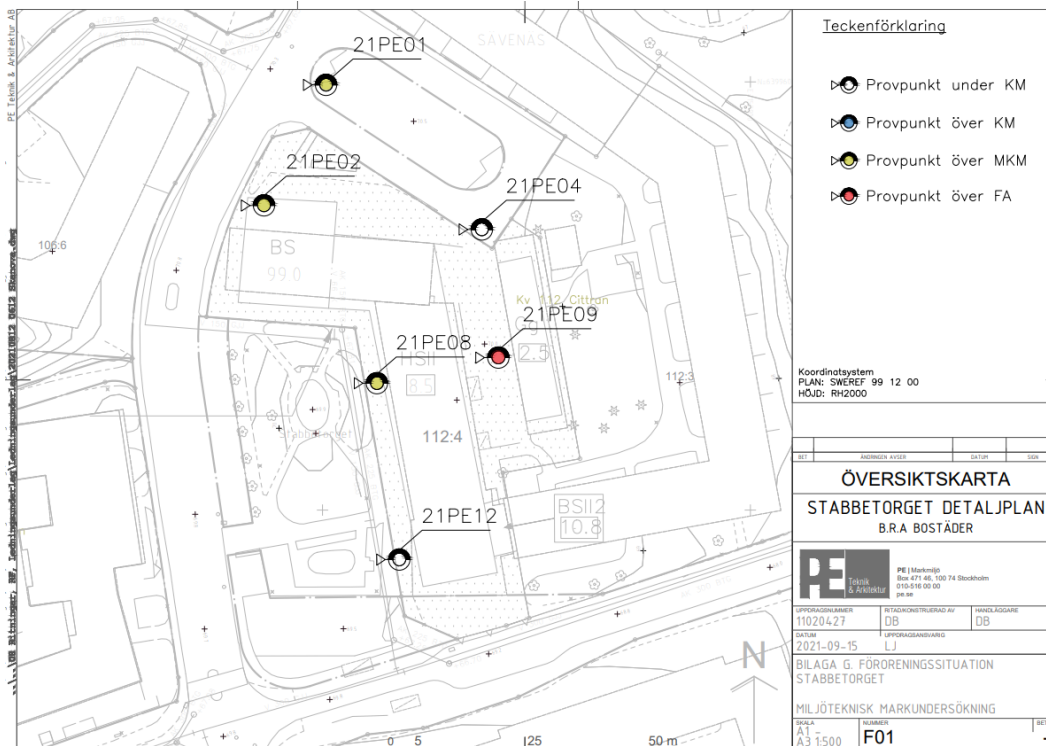 PE Teknik & Arkitektur AB
SAVENAS
21PE01
21PE02
21PE04
106:6
BS
99.0
Kv 112 Cittran
21PE09
2.5
21PE08
8.5
112:3
Stabbetorget
112:4
BSII2
10.8
21PE12
N
0 5 125 50 m
Teckenförklaring
Provpunkt under KM
Provpunkt över KM
Provpunkt över MKM
Provpunkt över FA
Koordinatsystem
PLAN: SWEREF 99 12 00
HÖJD: RH2000
BET ÄNDRINGEN AVSER DATUM SIGN
ÖVERSIKTSKARTA
STABBETORGET DETALJPLAN
B.R.A BOSTÄDER
PE Teknik & Arkitektur
PE | Markmiljö
Box 471 46, 100 74 Stockholm
010-516 00 00
pe.se
UPPDRAGSNUMMER RITAD/KONSTRUERAD AV HANDLÄGGARE
11020427 DB DB
DATUM UPPDRAGSANSVARIG
2021-09-15 LJ
BILAGA G. FÖRORENINGSSITUATION
STABBETORGET
MILJÖTEKNISK MARKUNDERSÖKNING
SKALA NUMMER BET
A1 -
A3 1:500 F01 -